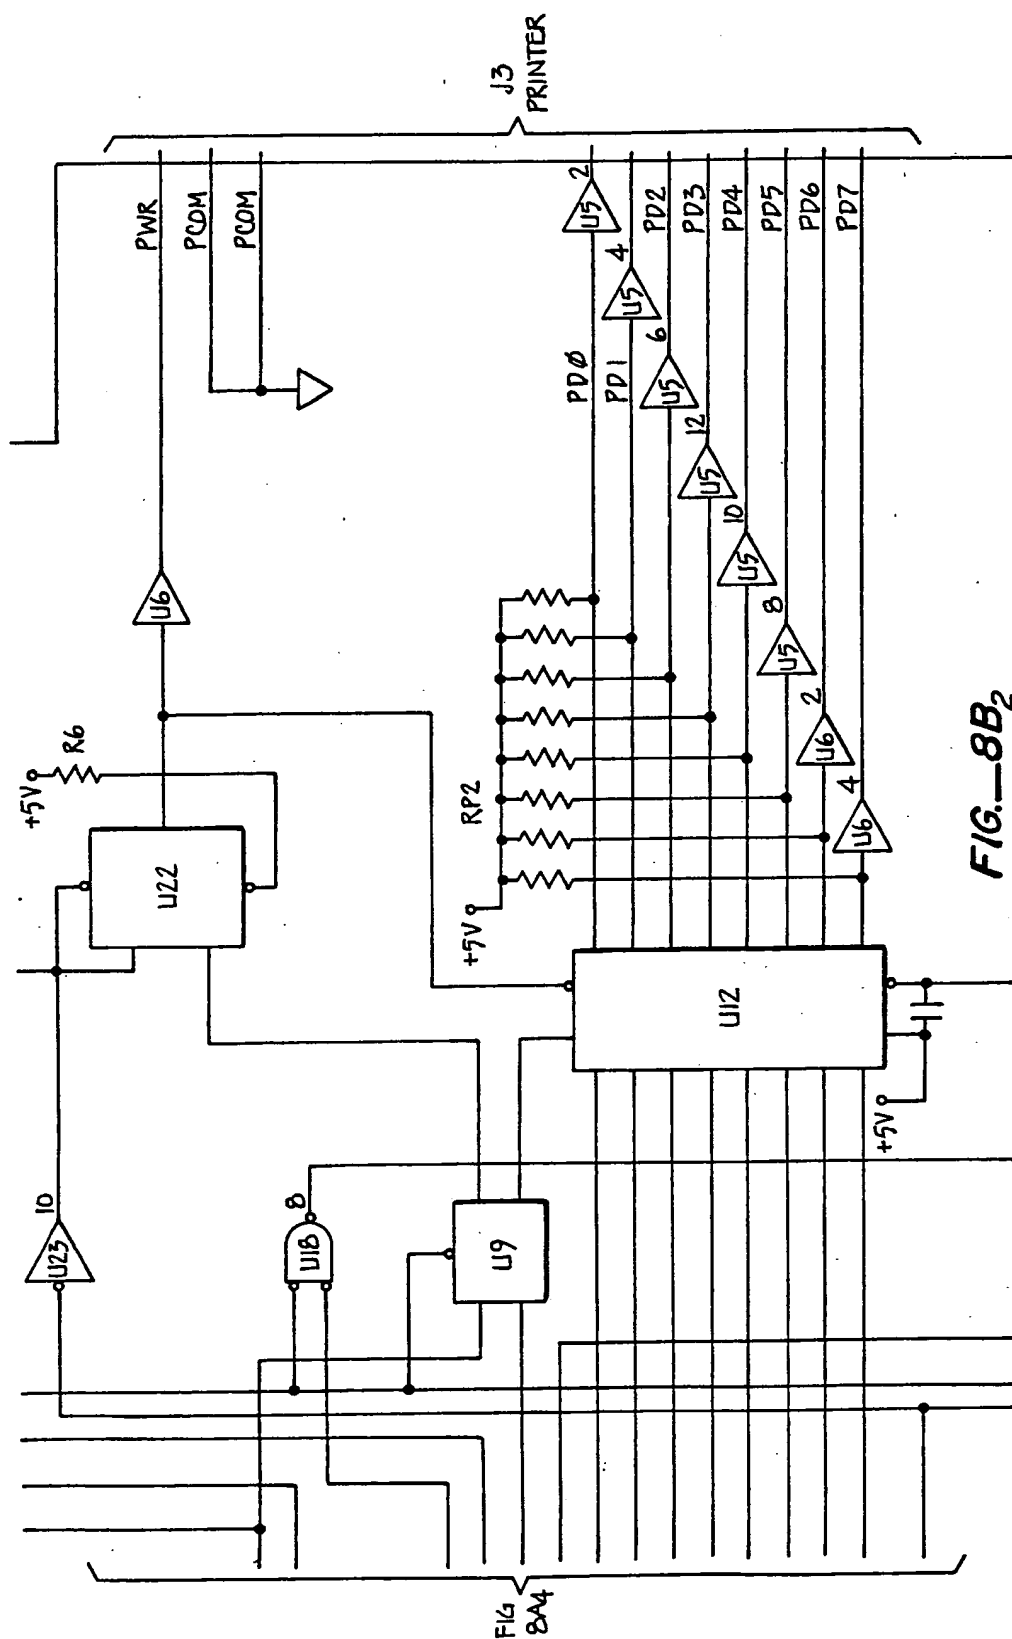 J3
PRINTER
PWR
PCOM
PCOM
2
U5
4
U5
PD2
6
U5
PD3
12
U5
PD4
10
U5
PD5
8
U5
PD6
2
U6
PD7
4
U6
PDØ
PD1
U6
+5V
R6
U22
RP2
+5V
U12
+5V
10
U23
8
U18
U9
FIG
8A4
FIG.—8B2